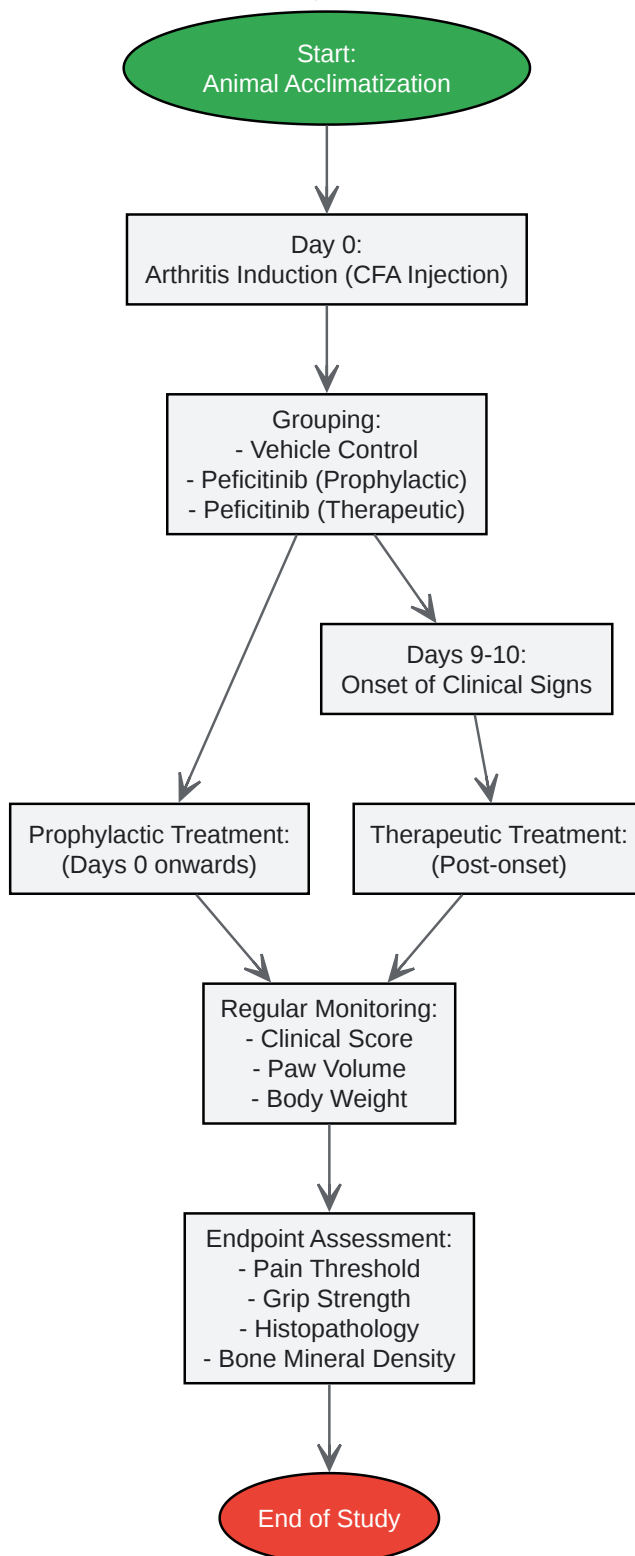 Start:
Animal Acclimatization
Day 0:
Arthritis Induction (CFA Injection)
Grouping:
- Vehicle Control
- Peficitinib (Prophylactic)
- Peficitinib (Therapeutic)
Days 9-10:
Onset of Clinical Signs
Prophylactic Treatment:
(Days 0 onwards)
Therapeutic Treatment:
(Post-onset)
Regular Monitoring:
- Clinical Score
- Paw Volume
- Body Weight
Endpoint Assessment:
- Pain Threshold
- Grip Strength
- Histopathology
- Bone Mineral Density
End of Study